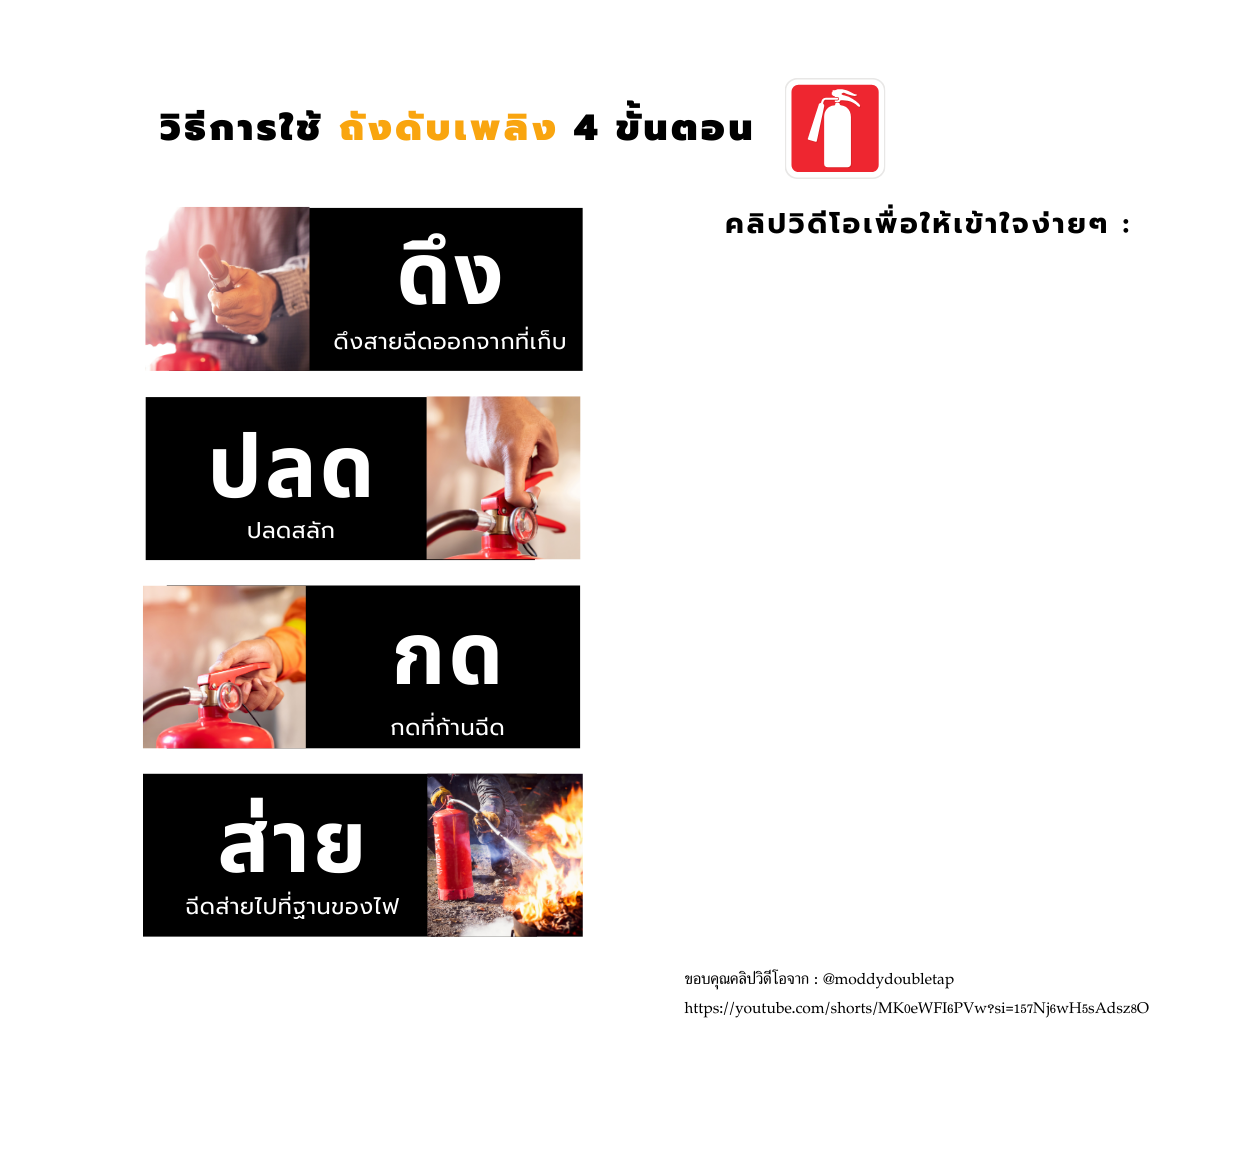 วิธีการใช้ ถังดับเพลิง 4 ขั้นตอน
ดึง
ดึงสายฉีดออกจากที่เก็บ
ปลด
ปลดสลัก
กด
กดที่ก้านฉีด
ส่าย
ฉีดส่ายไปที่ฐานของไฟ
คลิปวิดีโอเพื่อให้เข้าใจง่ายๆ :
ขอบคุณคลิปวิดีโอจาก : @moddydoubletap
https://youtube.com/shorts/MK0eWFI6PVw?si=157Nj6wH5sAdsz8O